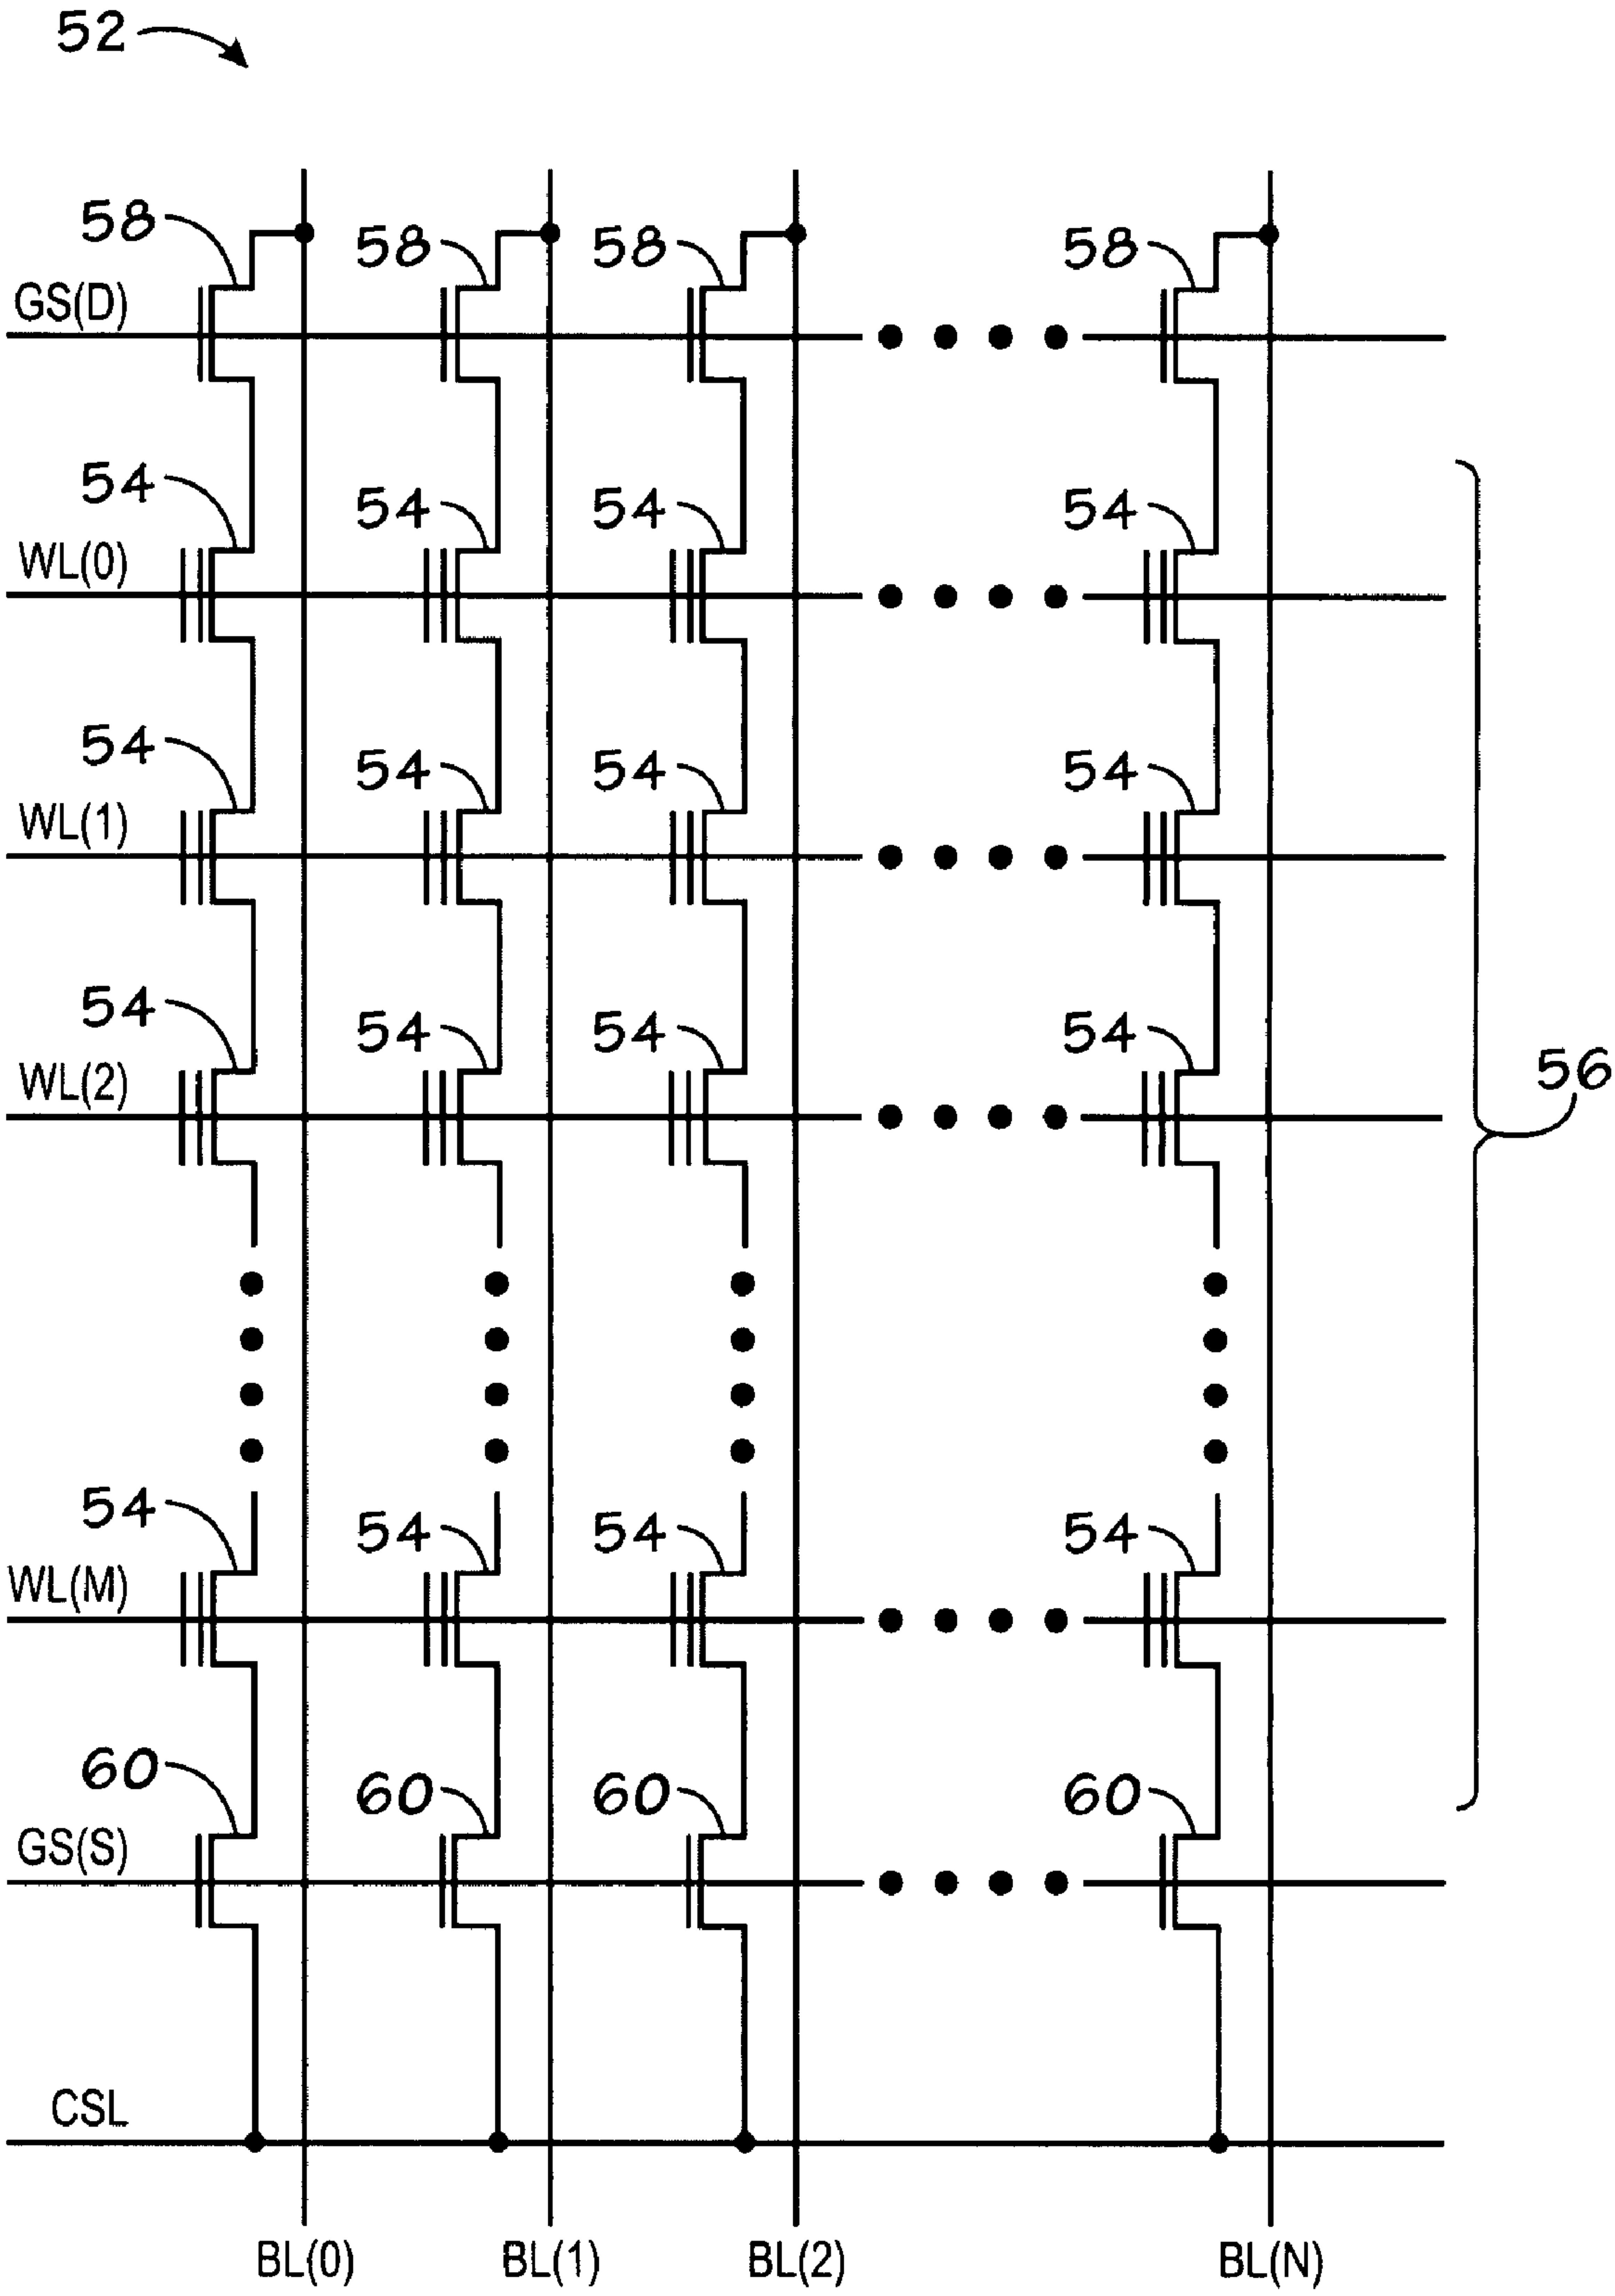 52
58 58 58 58
GS(D)
54 54 54 54
WL(0)
54 54 54 54
WL(1)
54 54 54 54
WL(2)
56
54 54 54 54
WL(M)
60 60 60 60
GS(S)
CSL
BL(0) BL(1) BL(2) BL(N)